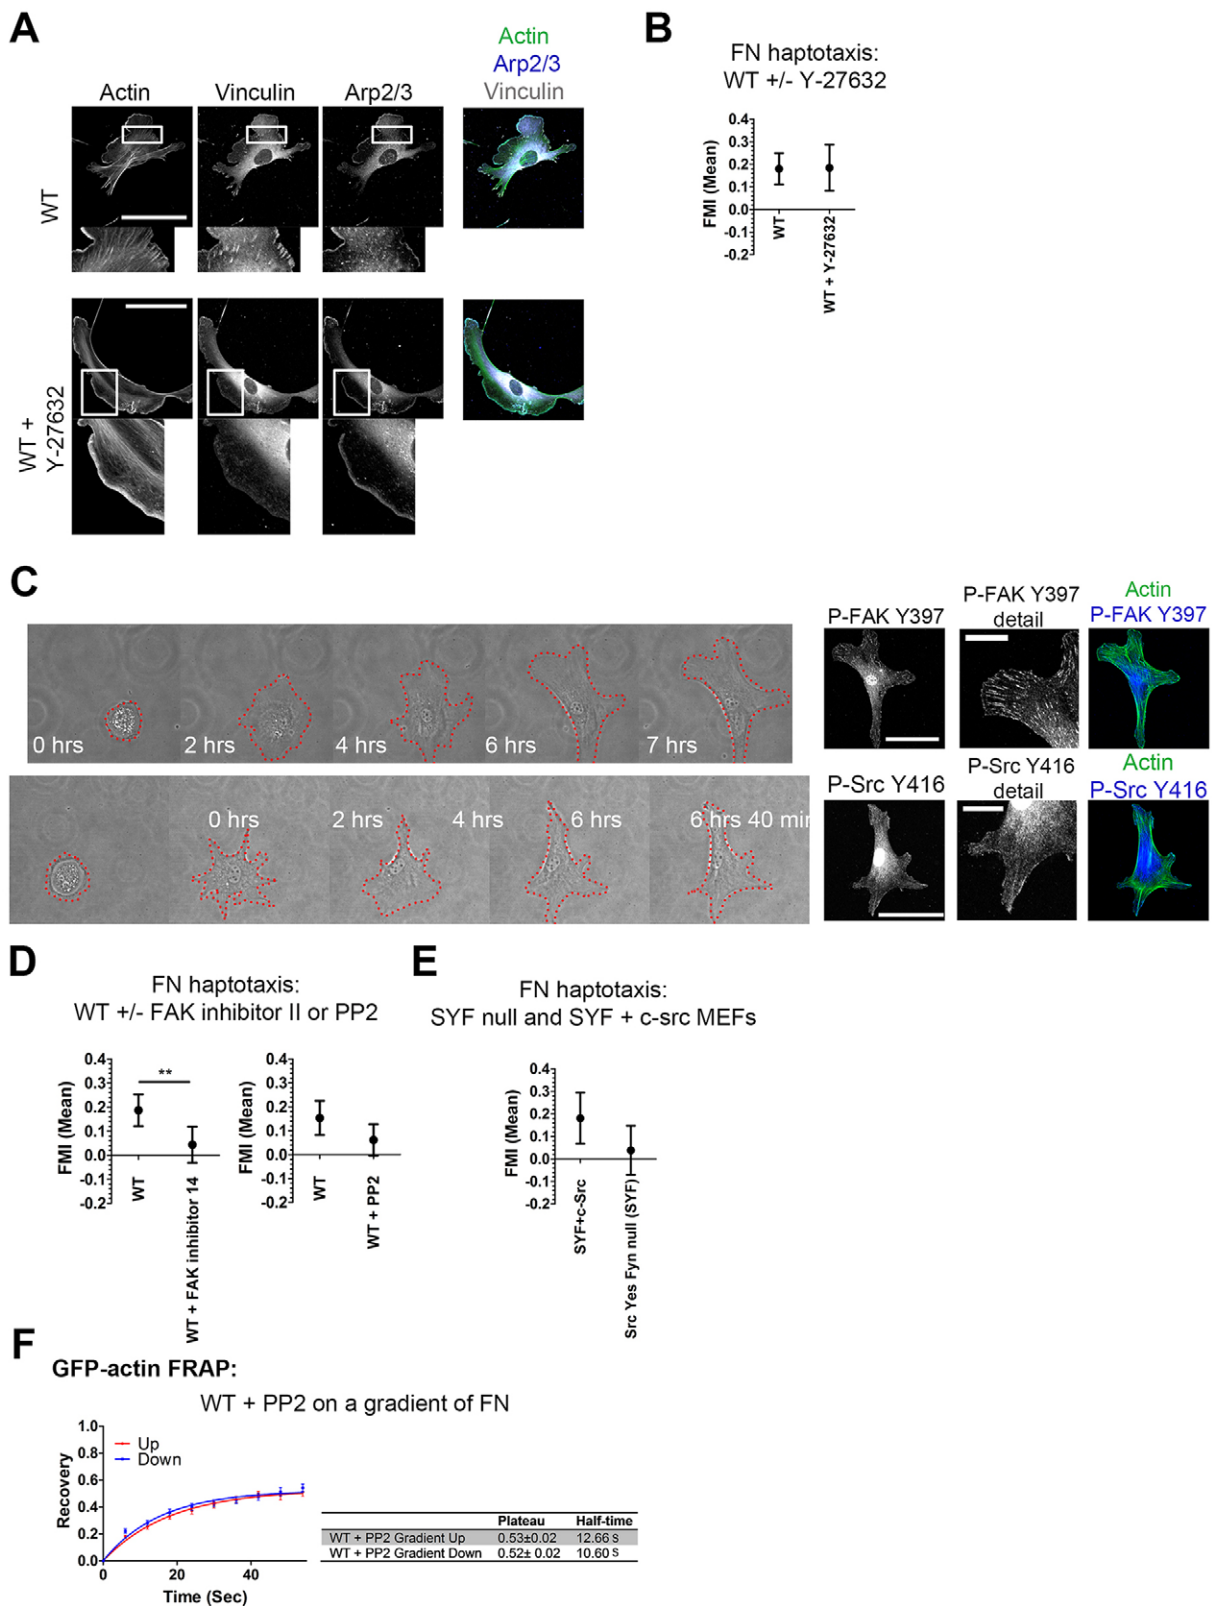 A
Actin
Arp2/3
Vinculin
Actin
Vinculin
Arp2/3
WT
WT +
Y-27632
B
FN haptotaxis:
WT +/- Y-27632
FMI (Mean)
0.4
0.3
0.2
0.1
0.0
-0.1
-0.2
WT
WT + Y-27632
C
0 hrs
2 hrs
4 hrs
6 hrs
7 hrs
0 hrs
2 hrs
4 hrs
6 hrs
6 hrs 40 min
P-FAK Y397
P-FAK Y397
detail
Actin
P-FAK Y397
P-Src Y416
P-Src Y416
detail
Actin
P-Src Y416
D
FN haptotaxis:
WT +/- FAK inhibitor II or PP2
FMI (Mean)
0.4
0.3
0.2
0.1
0.0
-0.1
-0.2
**
WT
WT + FAK inhibitor 14
FMI (Mean)
0.4
0.3
0.2
0.1
0.0
-0.1
-0.2
WT
WT + PP2
E
FN haptotaxis:
SYF null and SYF + c-src MEFs
FMI (Mean)
0.4
0.3
0.2
0.1
0.0
-0.1
-0.2
SYF+c-Src
Src Yes Fyn null (SYF)
F
GFP-actin FRAP:
WT + PP2 on a gradient of FN
Recovery
1.0
0.8
0.6
0.4
0.2
0.0
Up
Down
0 20 40
Time (Sec)
Plateau Half-time
WT + PP2 Gradient Up 0.53±0.02 12.66 s
WT + PP2 Gradient Down 0.52± 0.02 10.60 s